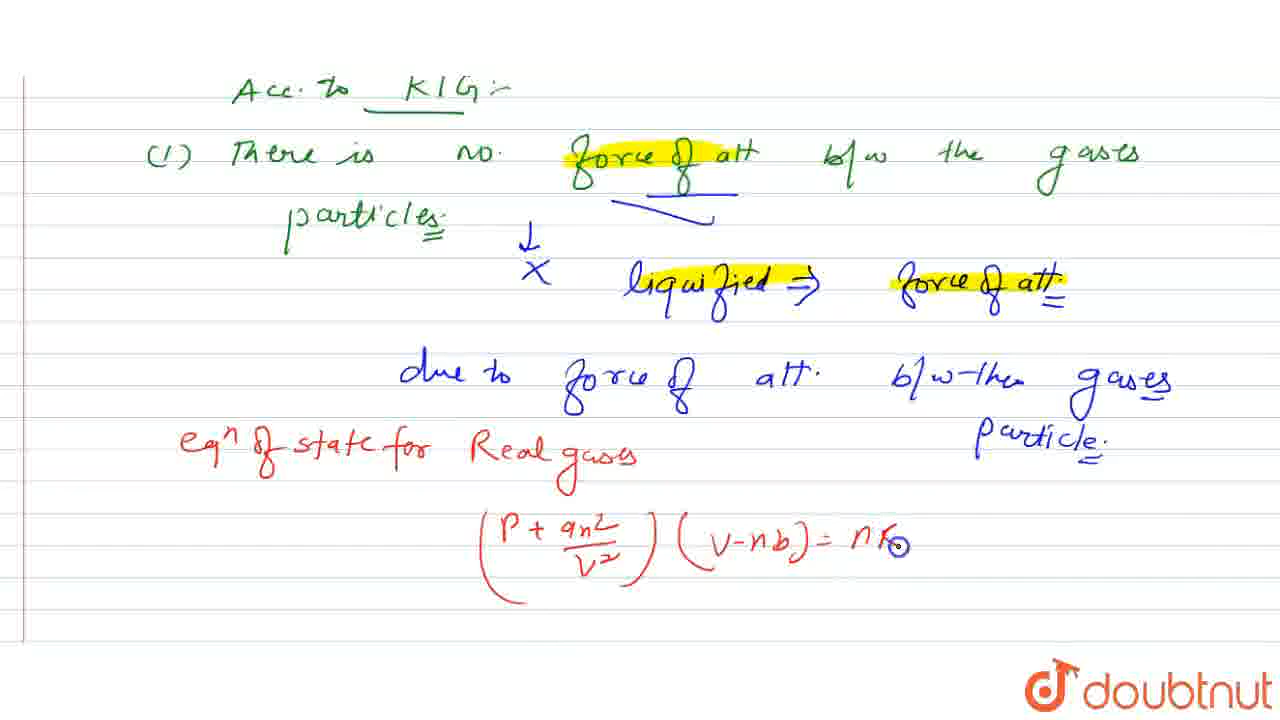 Acc. to KIG :-
(1) There is no. force of att b/w the gases
particles.
↓
X liquified ⇒ force of att.
due to force of att. b/w the gases
particle.
eqⁿ of state for Real gases
(P + an²/V²) (V-nb) = nR
doubtnut